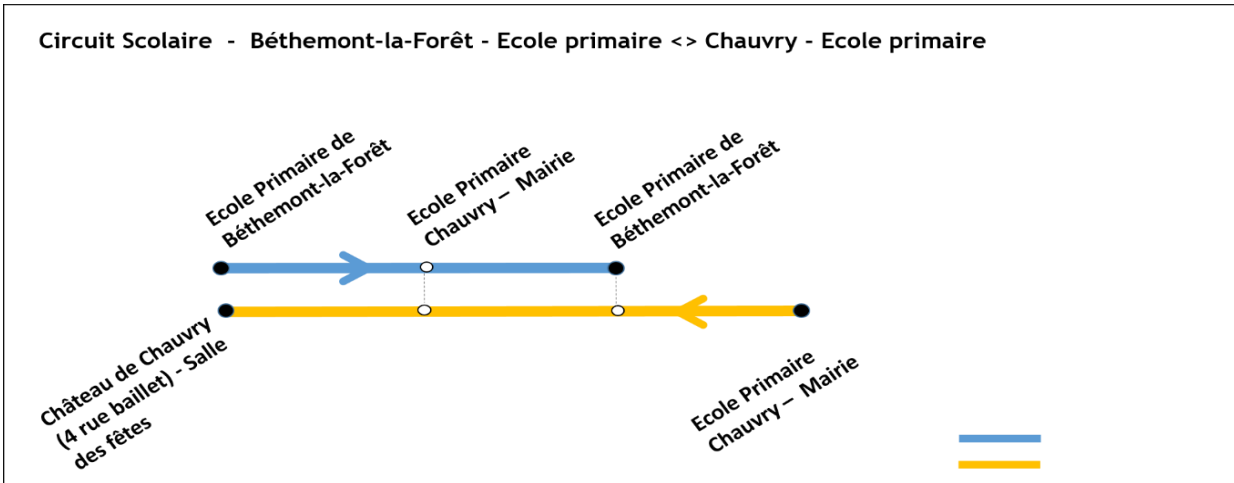 Circuit Scolaire - Béthemont-la-Forêt - Ecole primaire <> Chauvry - Ecole primaire
Ecole Primaire de
Béthemont-la-Forêt
Ecole Primaire
Chauvry – Mairie
Ecole Primaire de
Béthemont-la-Forêt
Château de Chauvry
(4 rue baillet) - Salle
des fêtes
Ecole Primaire
Chauvry – Mairie